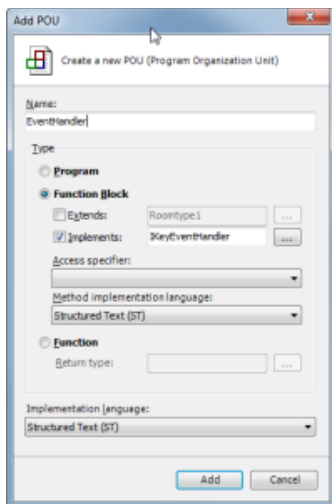 Add POU
Create a new POU (Program Organization Unit)
Name:
EventHandler
Type
Program
Function Block
Extends: Roomtype1 ...
Implements: IKeyEventHandler ...
Access specifier:
Method implementation language:
Structured Text (ST)
Function
Return type: ...
Implementation language:
Structured Text (ST)
Add Cancel